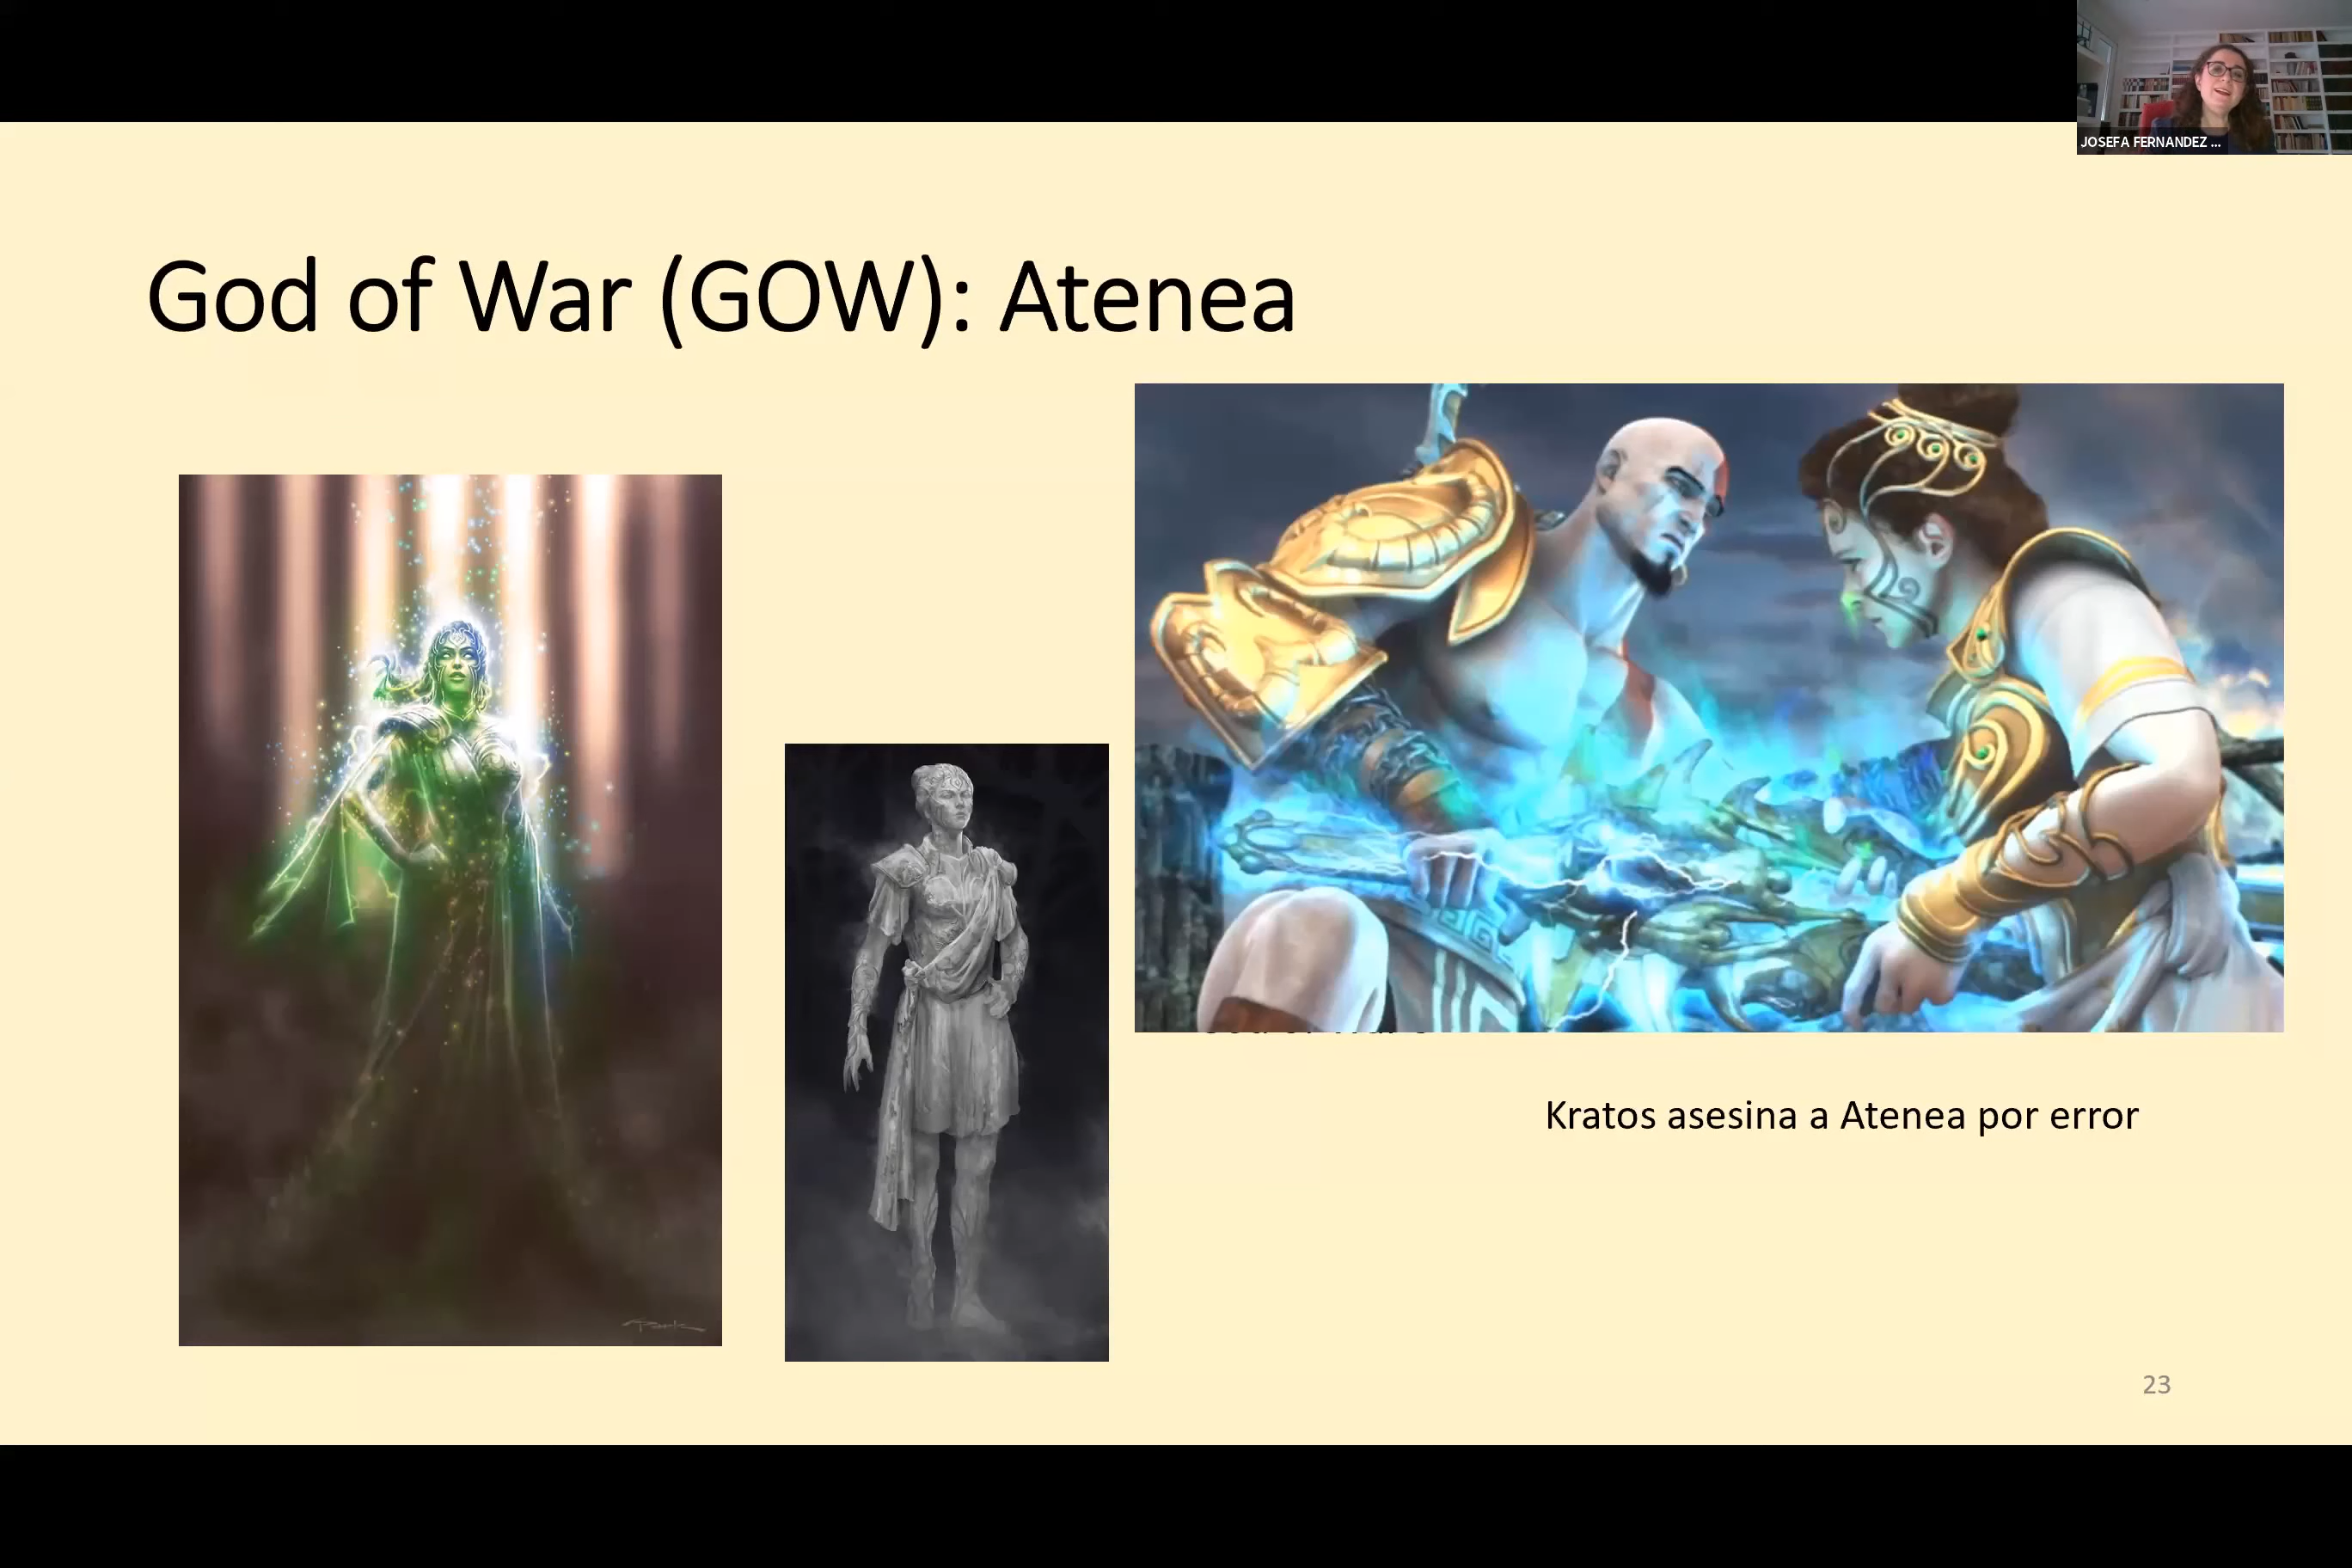 JOSEFA FERNANDEZ ...
God of War (GOW): Atenea
Kratos asesina a Atenea por error
23